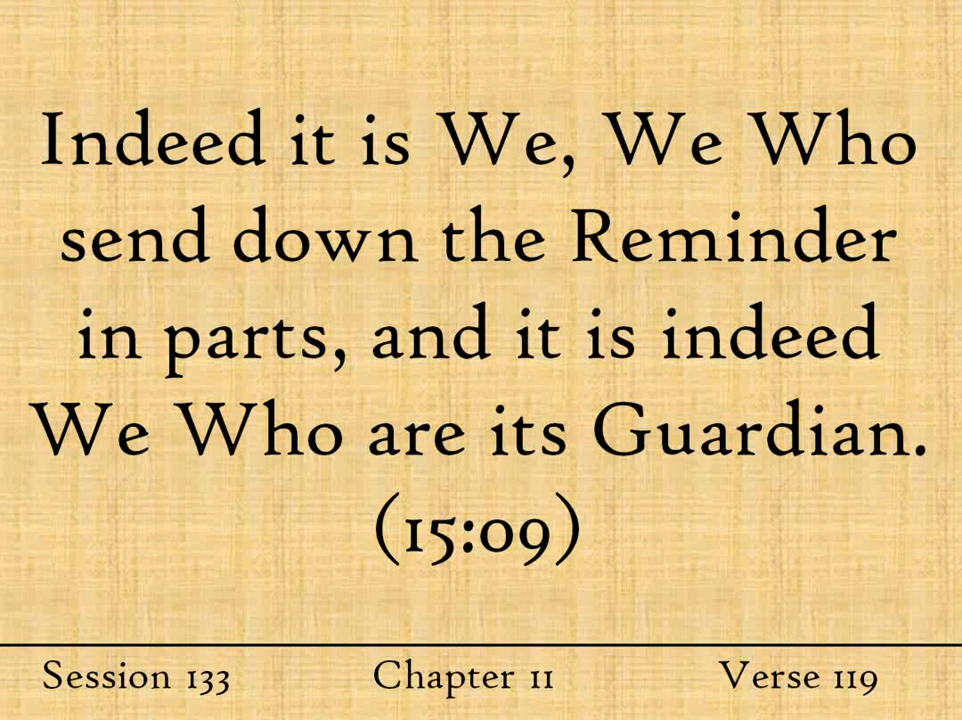 Indeed it is We, We Who
send down the Reminder
in parts, and it is indeed
We Who are its Guardian.
(15:09)
Session 133 Chapter 11 Verse 119